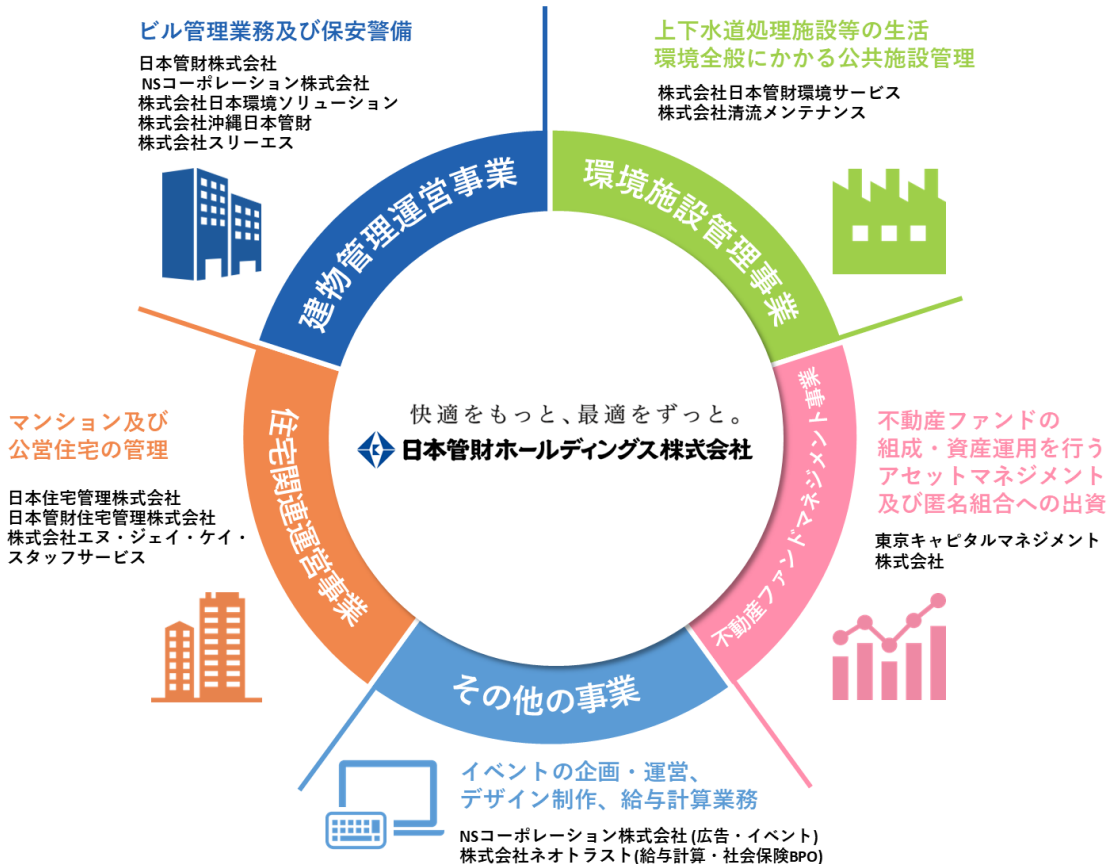 ビル管理業務及び保安警備
日本管財株式会社
NSコーポレーション株式会社
株式会社日本環境ソリューション
株式会社沖縄日本管財
株式会社スリーエス
建物管理運営事業
上下水道処理施設等の生活
環境全般にかかる公共施設管理
株式会社日本管財環境サービス
株式会社清流メンテナンス
環境施設管理事業
快適をもっと、最適をずっと。
日本管財ホールディングス株式会社
マンション及び
公営住宅の管理
日本住宅管理株式会社
日本管財住宅管理株式会社
株式会社エヌ・ジェイ・ケイ・
スタッフサービス
住宅関連運営事業
不動産ファンドマネジメント事業
不動産ファンドの
組成・資産運用を行う
アセットマネジメント
及び匿名組合への出資
東京キャピタルマネジメント
株式会社
その他の事業
イベントの企画・運営、
デザイン制作、給与計算業務
NSコーポレーション株式会社 (広告・イベント)
株式会社ネオトラスト(給与計算・社会保険BPO)